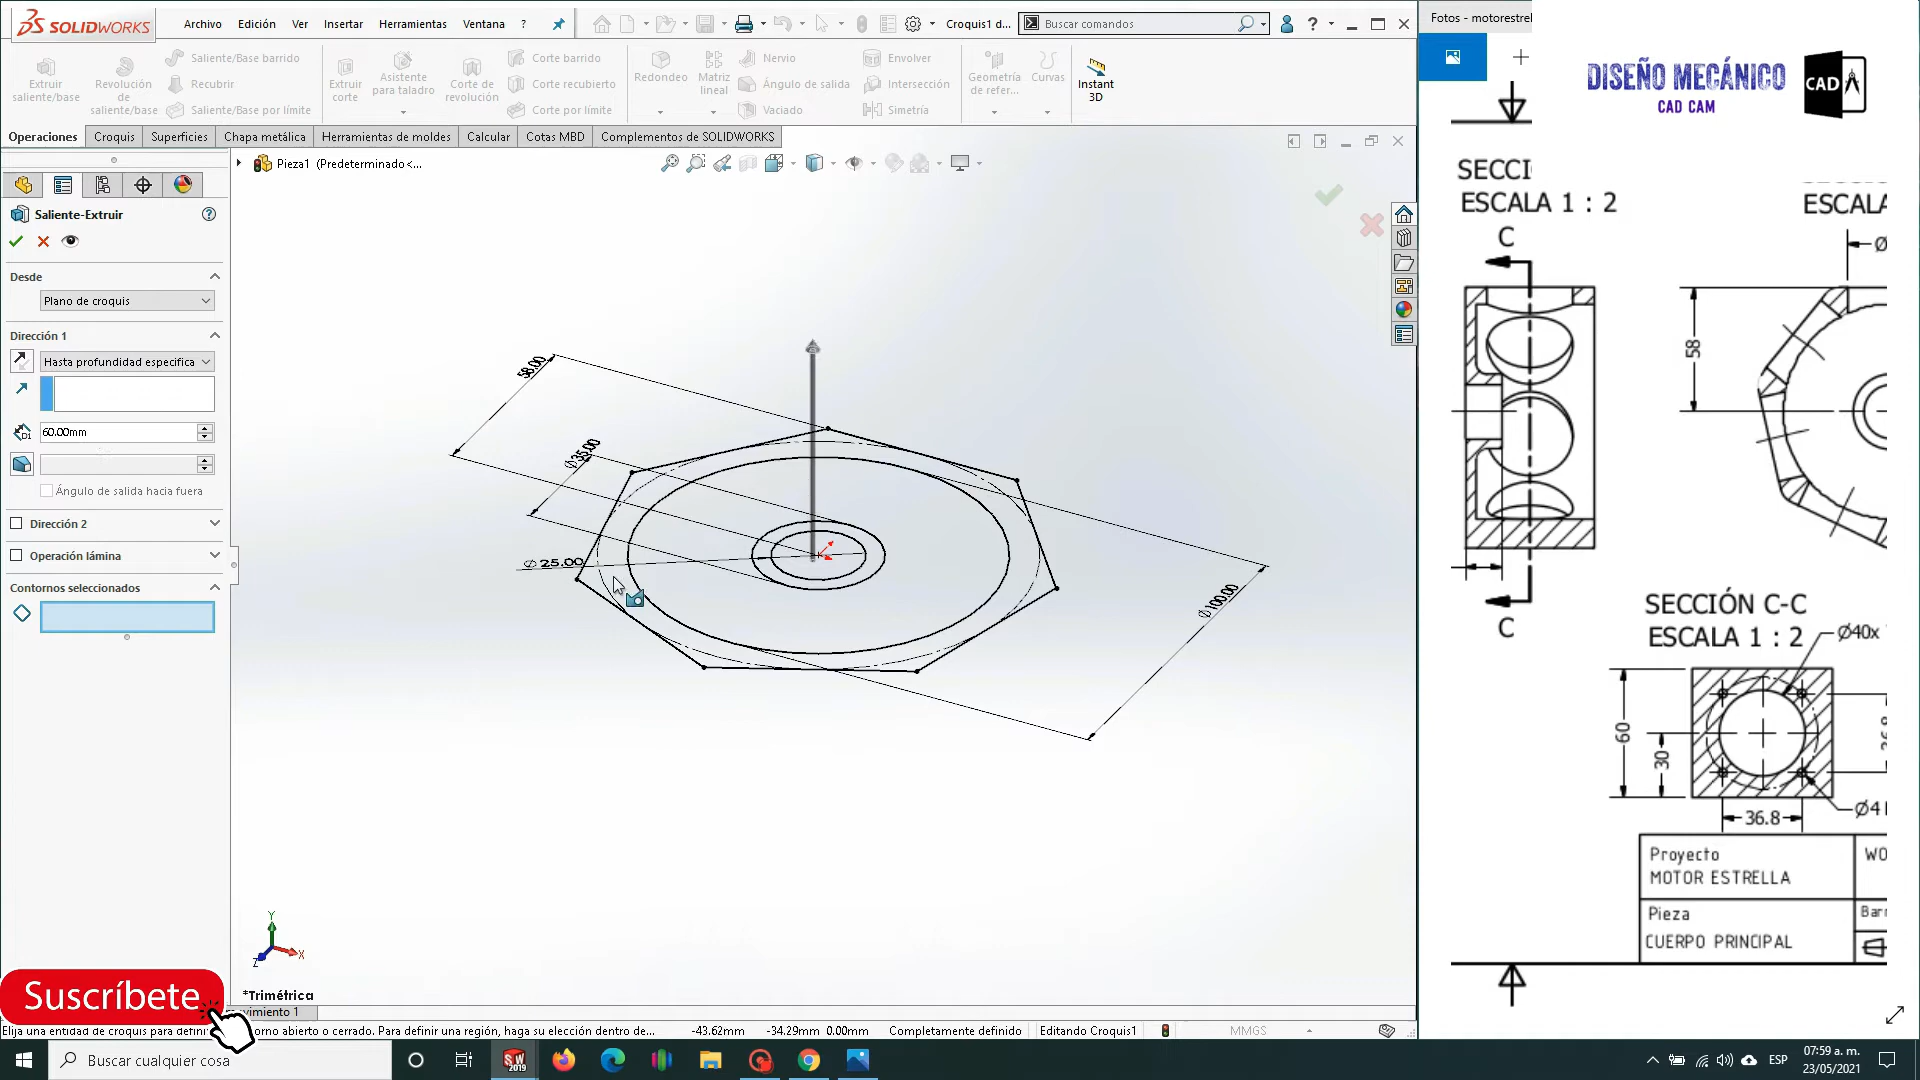 SOLIDWORKS
Archivo Edición Ver Insertar Herramientas Ventana ?
Croquis1 d...
Buscar comandos
Fotos - motorestrel
Extruir saliente/base
Revolución de saliente/base
Saliente/Base barrido
Recubrir
Saliente/Base por límite
Extruir corte
Asistente para taladro
Corte de revolución
Corte barrido
Corte recubierto
Corte por límite
Redondeo
Matriz lineal
Nervio
Ángulo de salida
Vaciado
Envolver
Intersección
Simetría
Geometría de refer...
Curvas
Instant 3D
DISEÑO MECÁNICO
CAD CAM
CAD
Operaciones Croquis Superficies Chapa metálica Herramientas de moldes Calcular Cotas MBD Complementos de SOLIDWORKS
Pieza1 (Predeterminado<...
Saliente-Extruir
Desde
Plano de croquis
Dirección 1
Hasta profundidad especifica
60.00mm
Ángulo de salida hacia fuera
Dirección 2
Operación lámina
Contornos seleccionados
58.00
Ø35.00
Ø 25.00
Ø 100.00
Y
X
Z
*Trimétrica
SECCI
ESCALA 1 : 2
ESCALA
C
Ø
58
C
SECCIÓN C-C
ESCALA 1 : 2
Ø40x
60
30
36.8
Ø4
Proyecto
MOTOR ESTRELLA
WO
Pieza
CUERPO PRINCIPAL
Suscríbete
vimiento 1
Elija una entidad de croquis para defini
orno abierto o cerrado. Para definir una región, haga su elección dentro de...
-43.62mm -34.29mm 0.00mm Completamente definido Editando Croquis1 MMGS
Buscar cualquier cosa
SW 2019
ESP
07:59 a. m.
23/05/2021